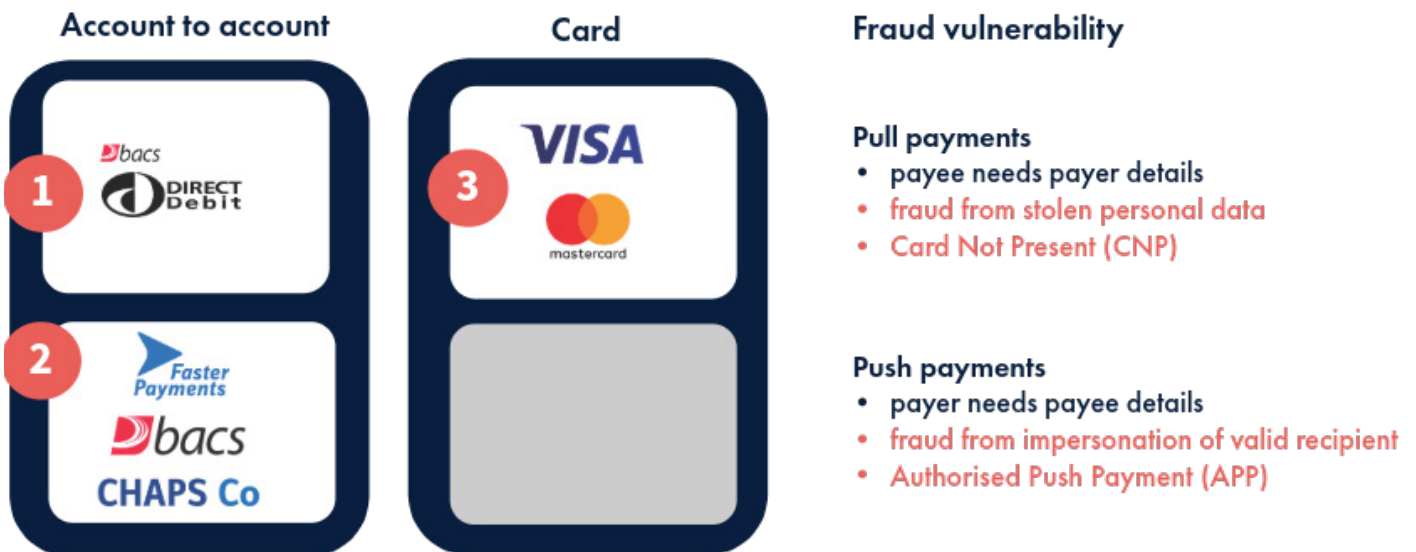 Account to account
Card
Fraud vulnerability
1
bacs
DIRECT
Debit
3
VISA
mastercard
Pull payments
• payee needs payer details
• fraud from stolen personal data
• Card Not Present (CNP)
2
Faster
Payments
bacs
CHAPS Co
Push payments
• payer needs payee details
• fraud from impersonation of valid recipient
• Authorised Push Payment (APP)